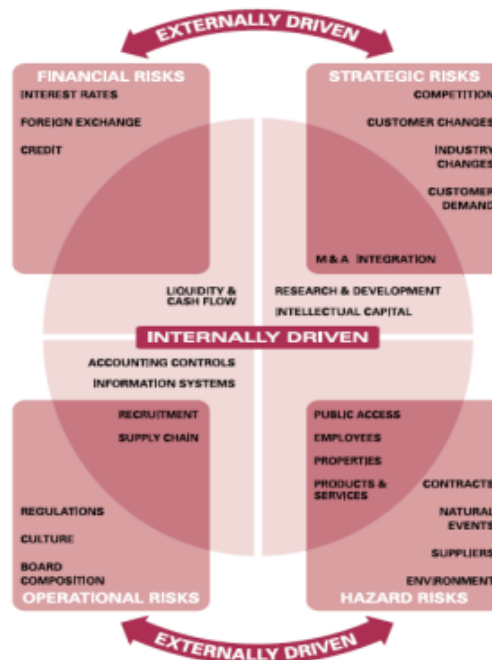 EXTERNALLY DRIVEN
FINANCIAL RISKS
INTEREST RATES
FOREIGN EXCHANGE
CREDIT
STRATEGIC RISKS
COMPETITION
CUSTOMER CHANGES
INDUSTRY
CHANGES
CUSTOMER
DEMAND
M & A INTEGRATION
LIQUIDITY &
CASH FLOW
RESEARCH & DEVELOPMENT
INTELLECTUAL CAPITAL
INTERNALLY DRIVEN
ACCOUNTING CONTROLS
INFORMATION SYSTEMS
RECRUITMENT
SUPPLY CHAIN
REGULATIONS
CULTURE
BOARD
COMPOSITION
OPERATIONAL RISKS
PUBLIC ACCESS
EMPLOYEES
PROPERTIES
PRODUCTS &
SERVICES
CONTRACTS
NATURAL
EVENTS
SUPPLIERS
ENVIRONMENT
HAZARD RISKS
EXTERNALLY DRIVEN